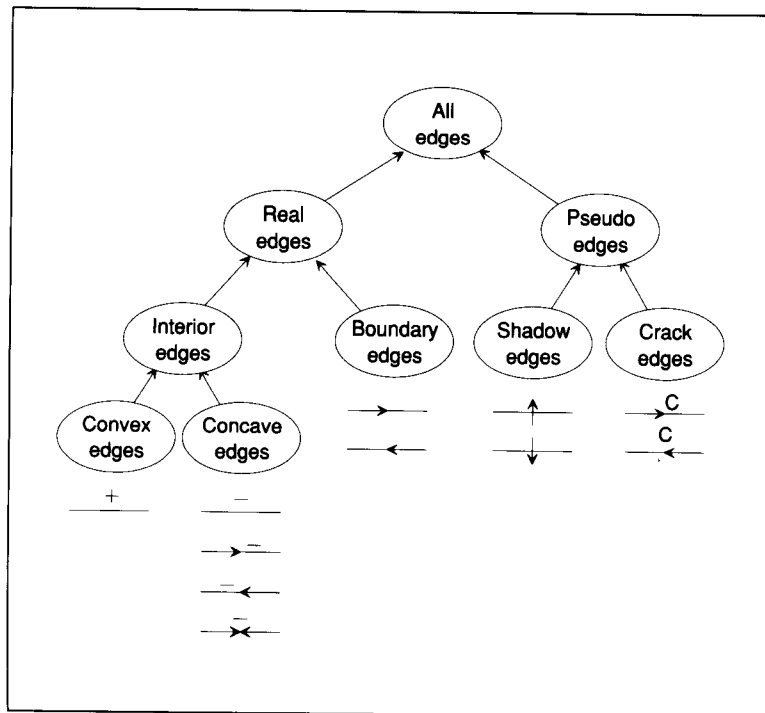 All
edges
Real
edges
Pseudo
edges
Interior
edges
Boundary
edges
Shadow
edges
Crack
edges
Convex
edges
Concave
edges
C
C
+
−
−
−
−